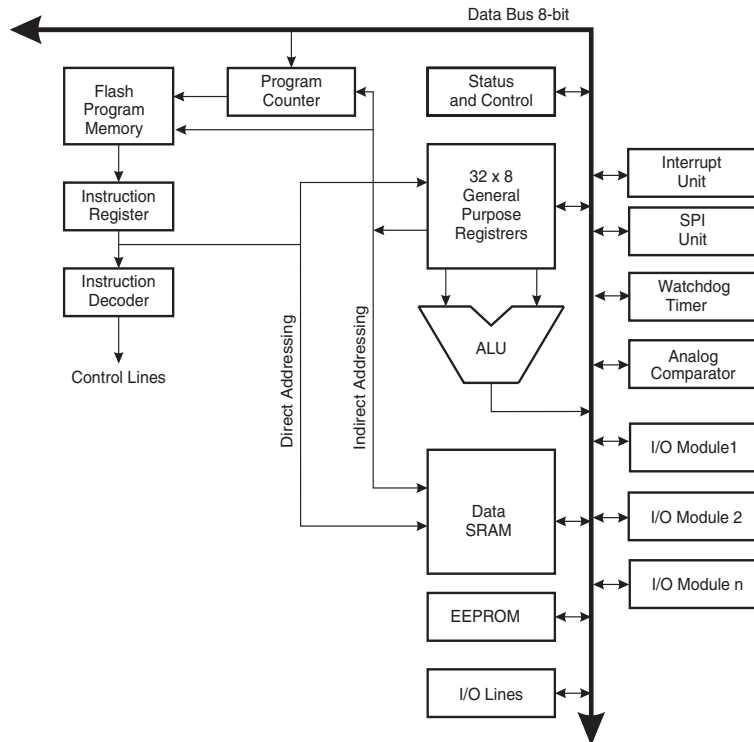 Data Bus 8-bit
Flash
Program
Memory
Program
Counter
Status
and Control
Instruction
Register
32 x 8
General
Purpose
Registrers
Interrupt
Unit
SPI
Unit
Instruction
Decoder
Watchdog
Timer
Control Lines
Direct Addressing
Indirect Addressing
ALU
Analog
Comparator
I/O Module1
Data
SRAM
I/O Module 2
I/O Module n
EEPROM
I/O Lines